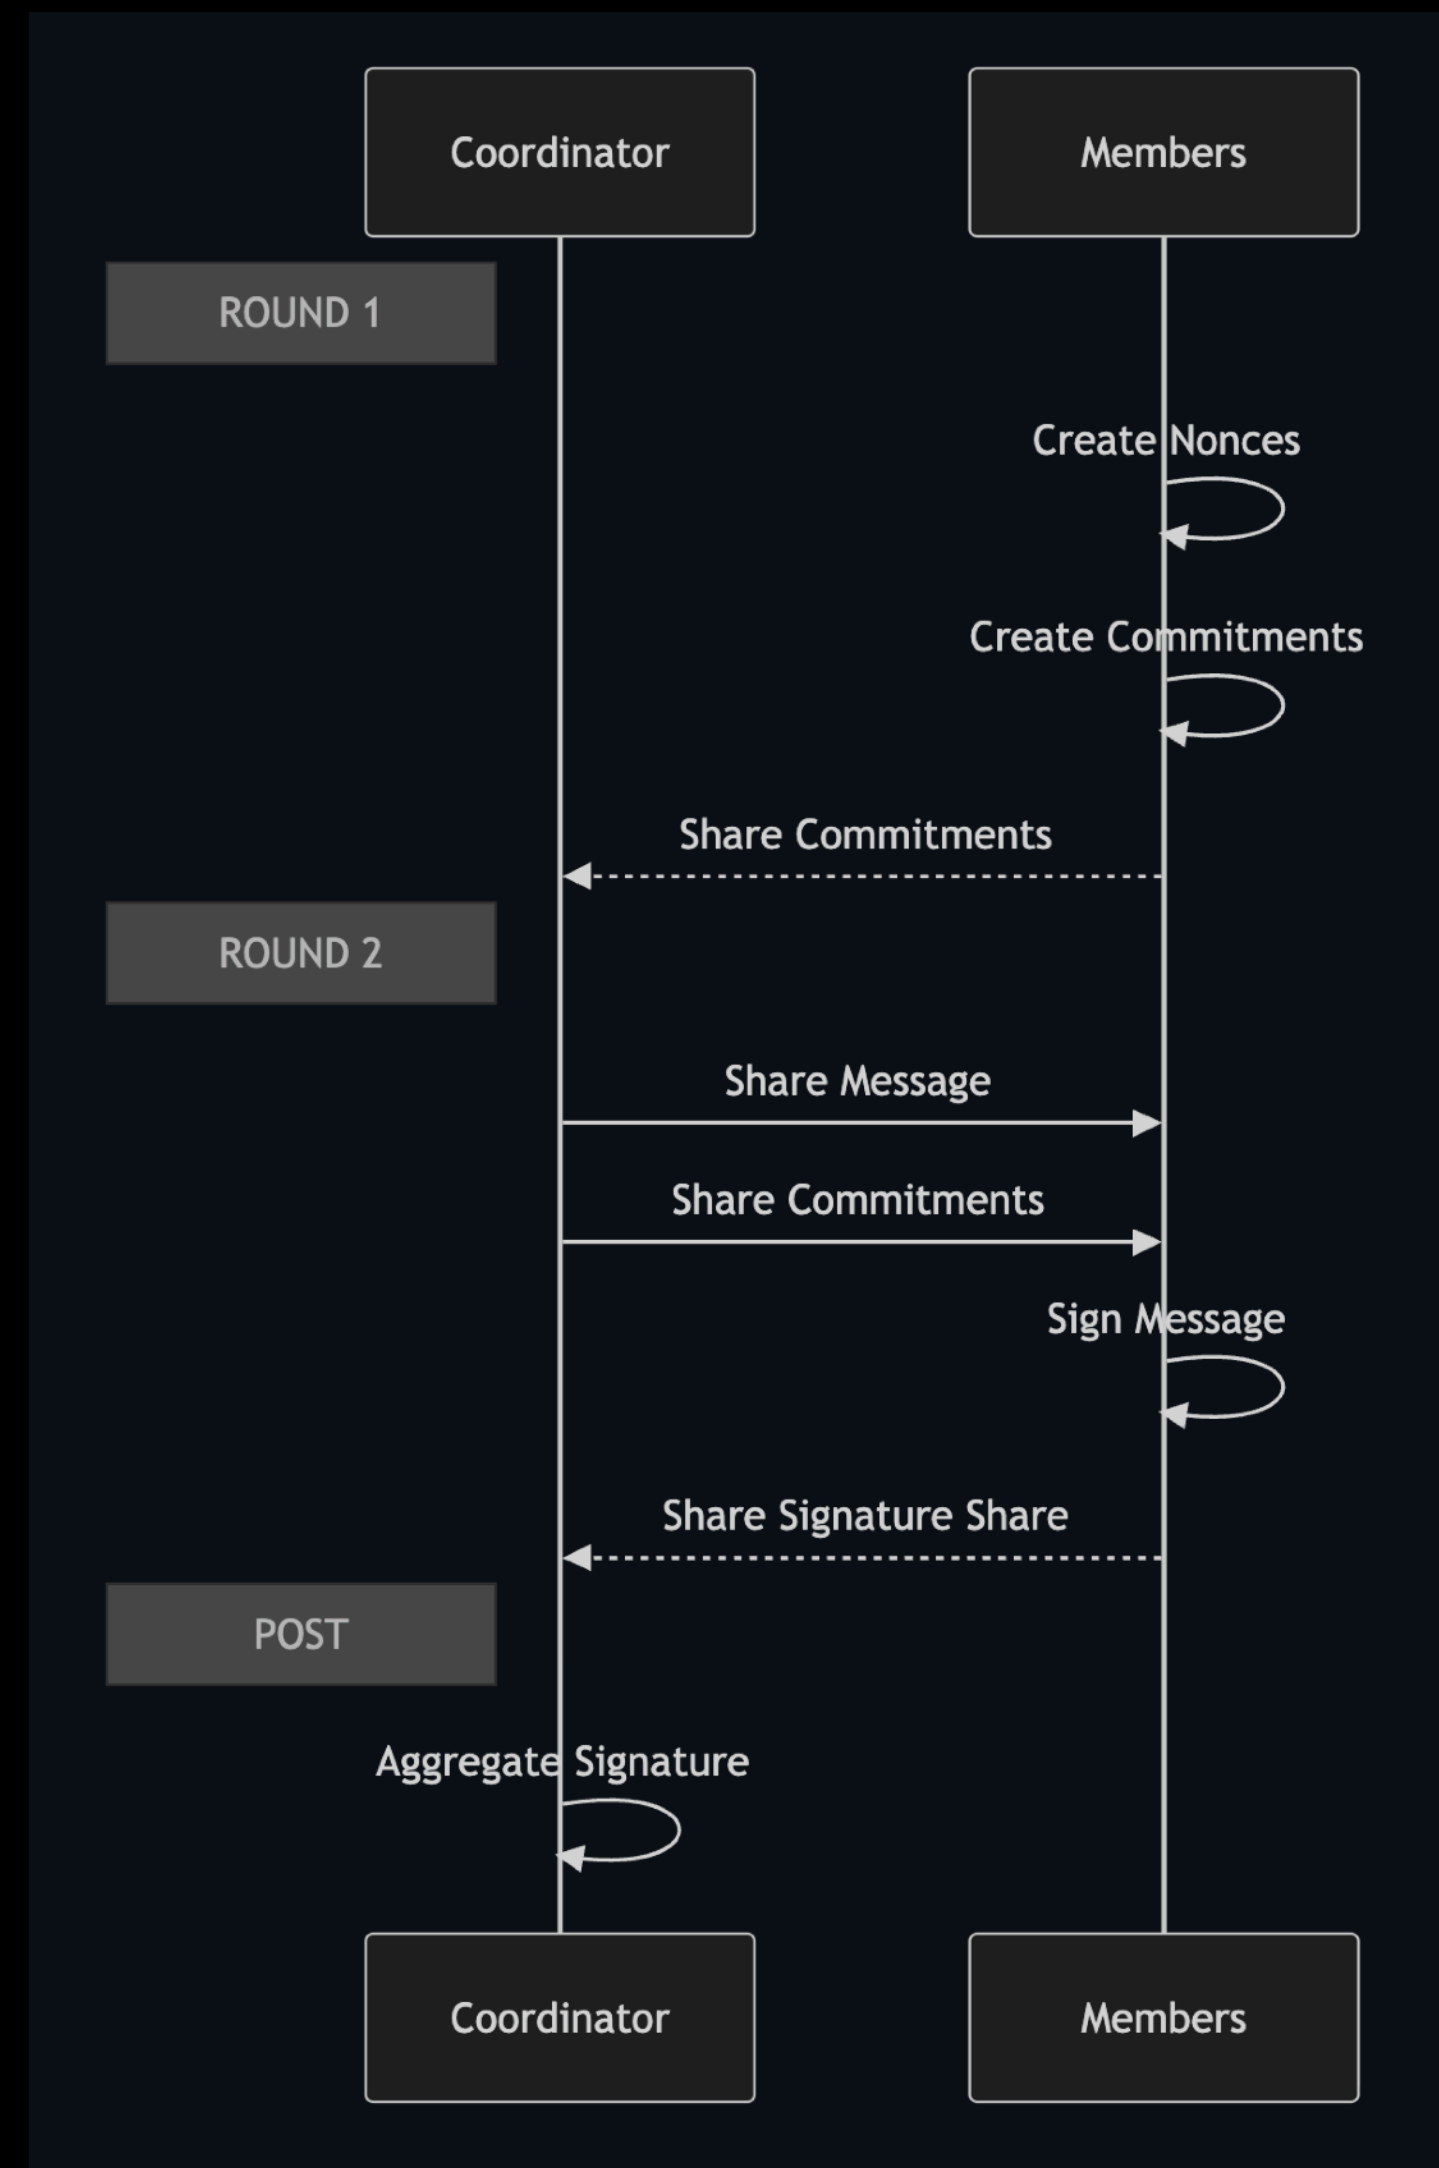 Coordinator
Members
ROUND 1
Create Nonces
Create Commitments
Share Commitments
ROUND 2
Share Message
Share Commitments
Sign Message
Share Signature Share
POST
Aggregate Signature
Coordinator
Members